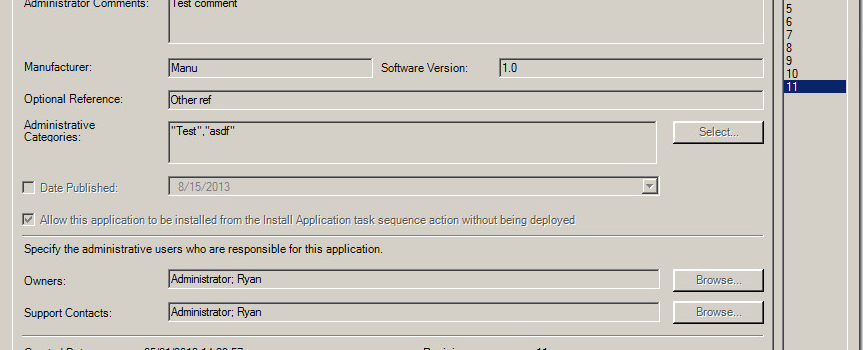 Administrator Comments: Test comment
5
6
7
8
9
10
11
Manufacturer: Manu Software Version: 1.0
Optional Reference: Other ref
Administrative Categories: "Test","asdf" Select...
Date Published: 8/15/2013
Allow this application to be installed from the Install Application task sequence action without being deployed
Specify the administrative users who are responsible for this application.
Owners: Administrator; Ryan Browse...
Support Contacts: Administrator; Ryan Browse...